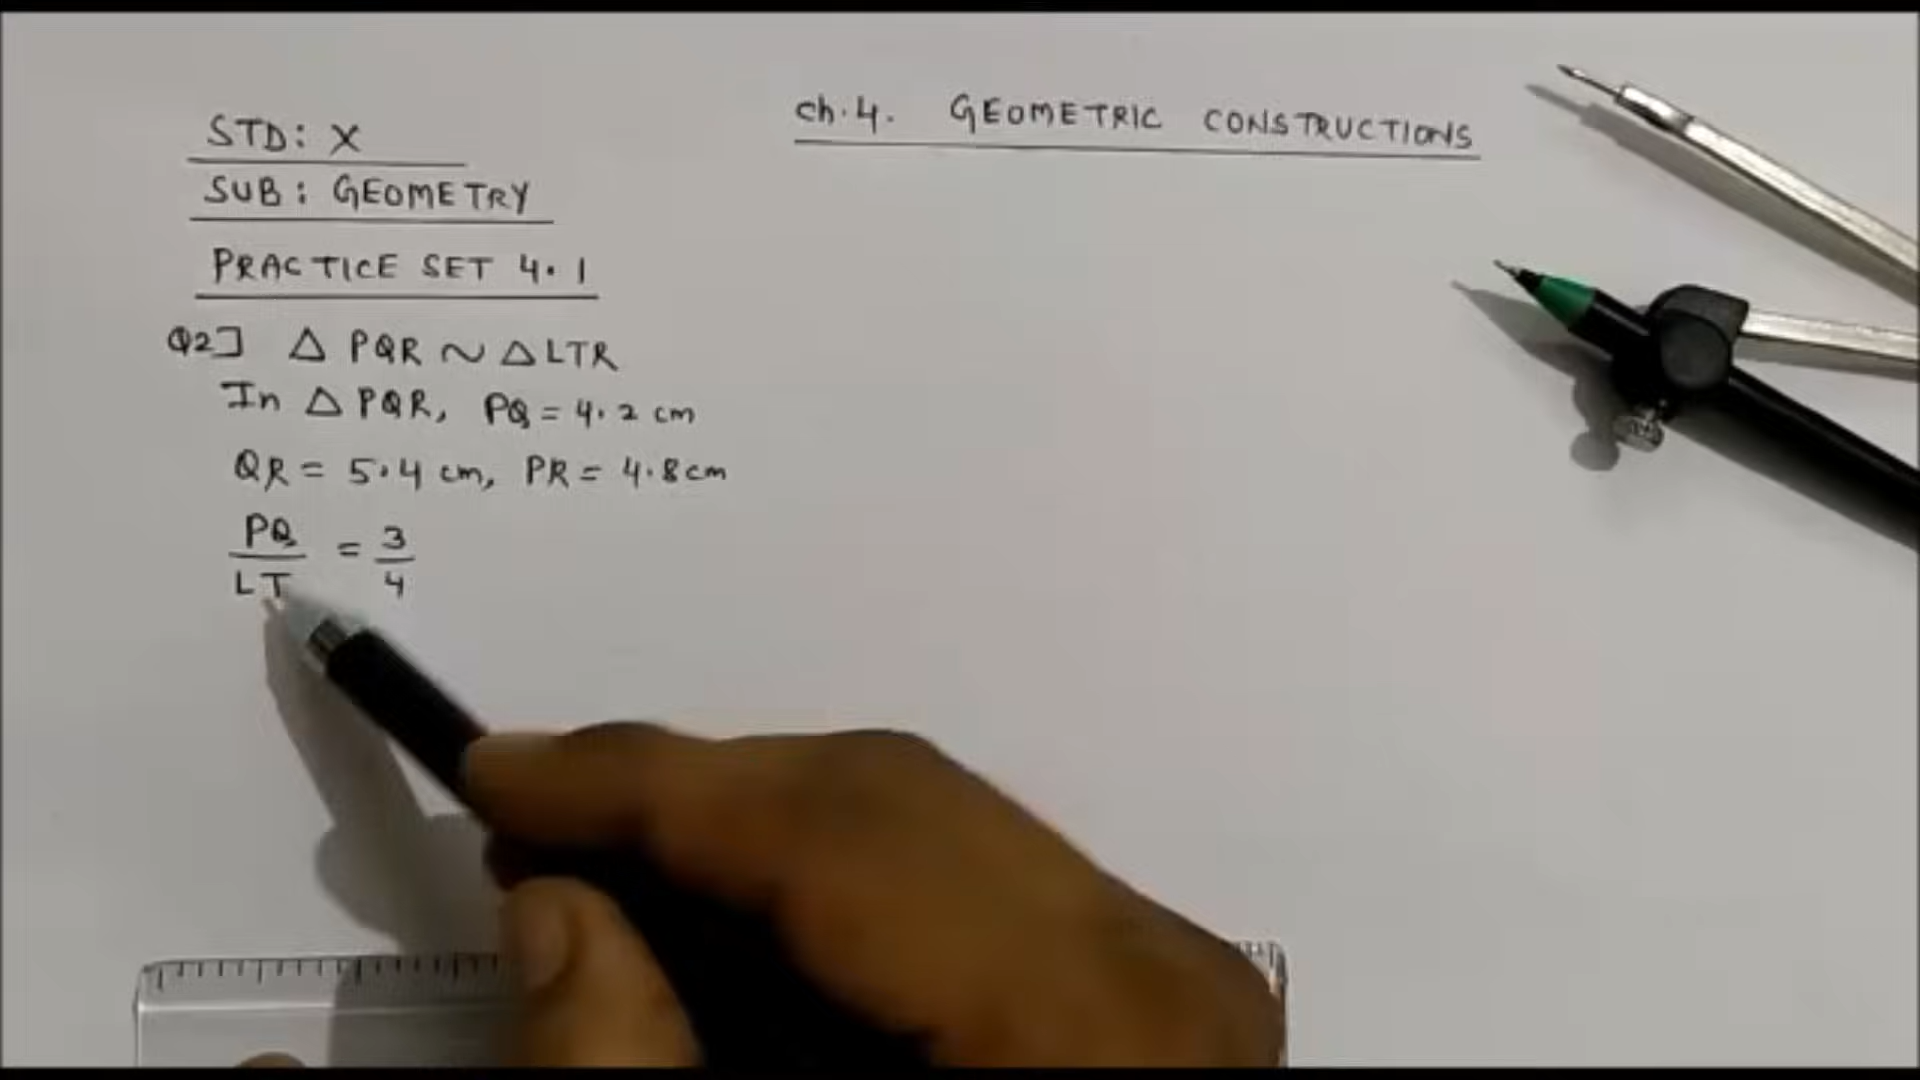 STD: X
ch.4. GEOMETRIC CONSTRUCTIONS
SUB: GEOMETRY
PRACTICE SET 4.1
Q2] △ PQR ~ △ LTR
In △ PQR, PQ = 4.2 cm
QR = 5.4 cm, PR = 4.8 cm
PQ/LT = 3/4